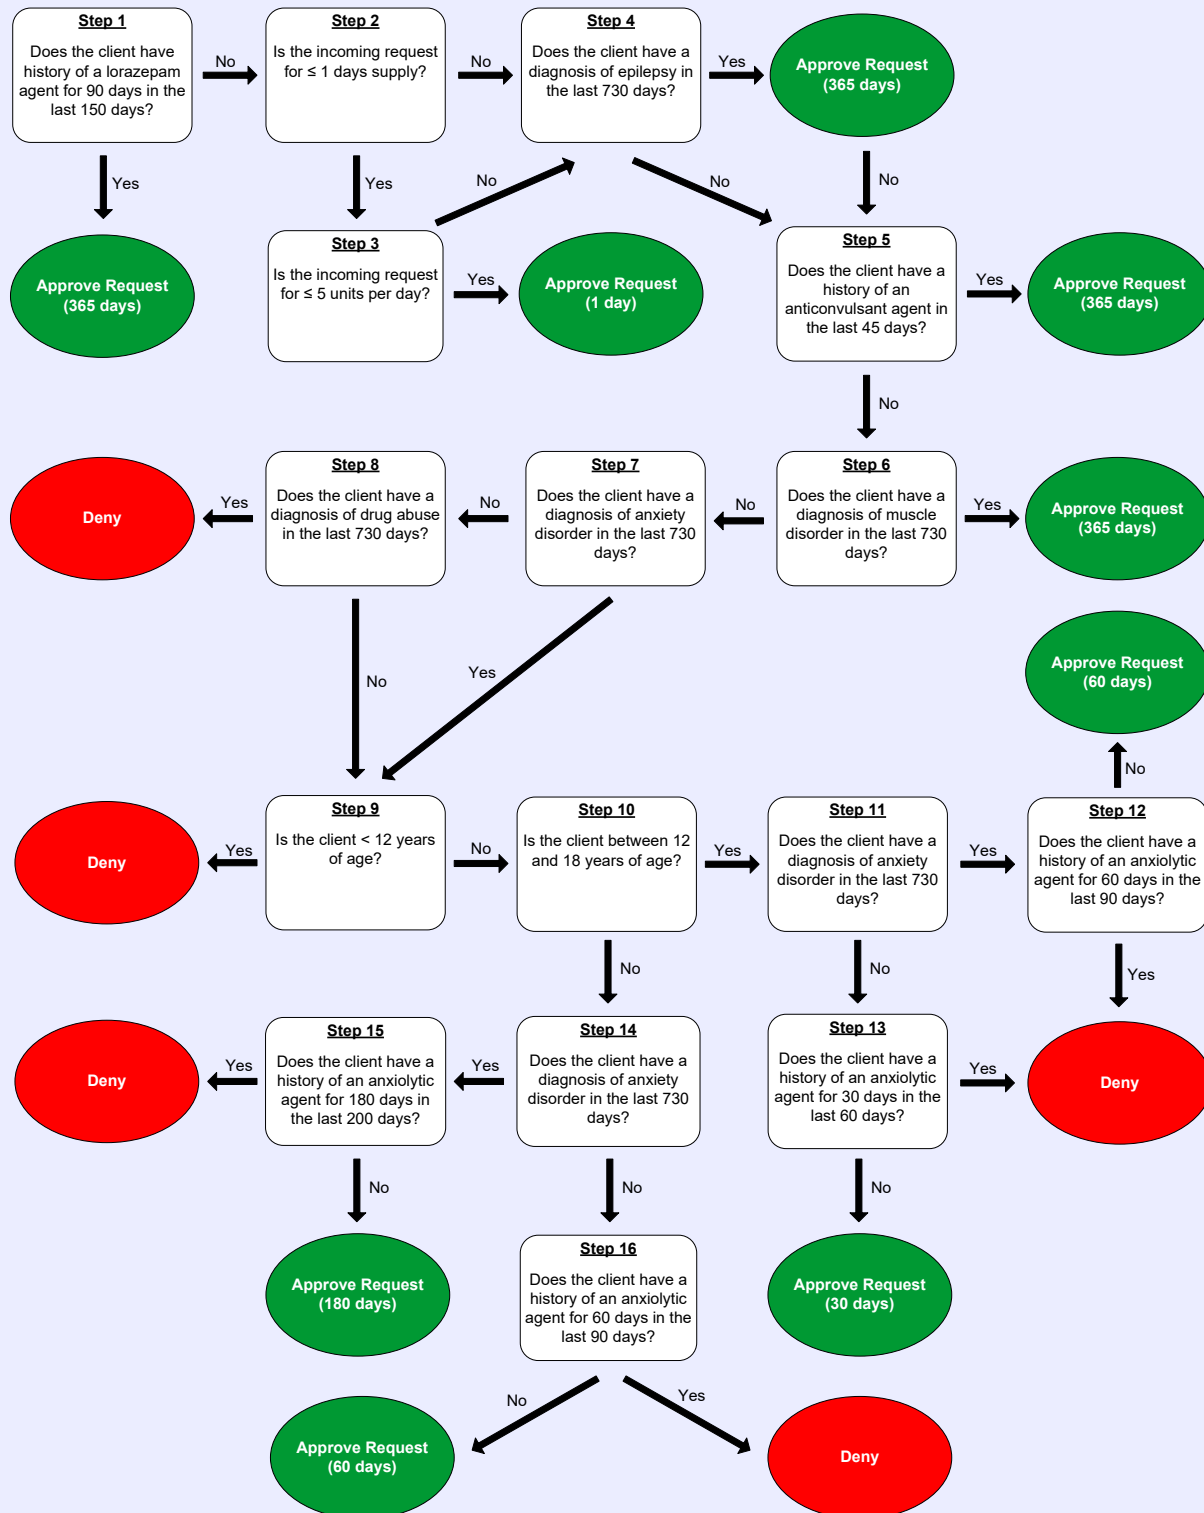 Step 1
Does the client have
history of a lorazepam
agent for 90 days in the
last 150 days?
No
Step 2
Is the incoming request
for ≤ 1 days supply?
No
Step 4
Does the client have a
diagnosis of epilepsy in
the last 730 days?
Yes
Approve Request
(365 days)
Yes
Yes
No
No
No
Approve Request
(365 days)
Step 3
Is the incoming request
for ≤ 5 units per day?
Yes
Approve Request
(1 day)
Step 5
Does the client have a
history of an
anticonvulsant agent in
the last 45 days?
Yes
Approve Request
(365 days)
No
Deny
Yes
Step 8
Does the client have a
diagnosis of drug abuse
in the last 730 days?
No
Step 7
Does the client have a
diagnosis of anxiety
disorder in the last 730
days?
No
Step 6
Does the client have a
diagnosis of muscle
disorder in the last 730
days?
Yes
Approve Request
(365 days)
No
Yes
Approve Request
(60 days)
No
Deny
Yes
Step 9
Is the client < 12 years
of age?
No
Step 10
Is the client between 12
and 18 years of age?
Yes
Step 11
Does the client have a
diagnosis of anxiety
disorder in the last 730
days?
Yes
Step 12
Does the client have a
history of an anxiolytic
agent for 60 days in the
last 90 days?
No
No
Yes
Deny
Yes
Step 15
Does the client have a
history of an anxiolytic
agent for 180 days in
the last 200 days?
Yes
Step 14
Does the client have a
diagnosis of anxiety
disorder in the last 730
days?
Step 13
Does the client have a
history of an anxiolytic
agent for 30 days in the
last 60 days?
Yes
Deny
No
No
No
Approve Request
(180 days)
Step 16
Does the client have a
history of an anxiolytic
agent for 60 days in the
last 90 days?
Approve Request
(30 days)
No
Yes
Approve Request
(60 days)
Deny